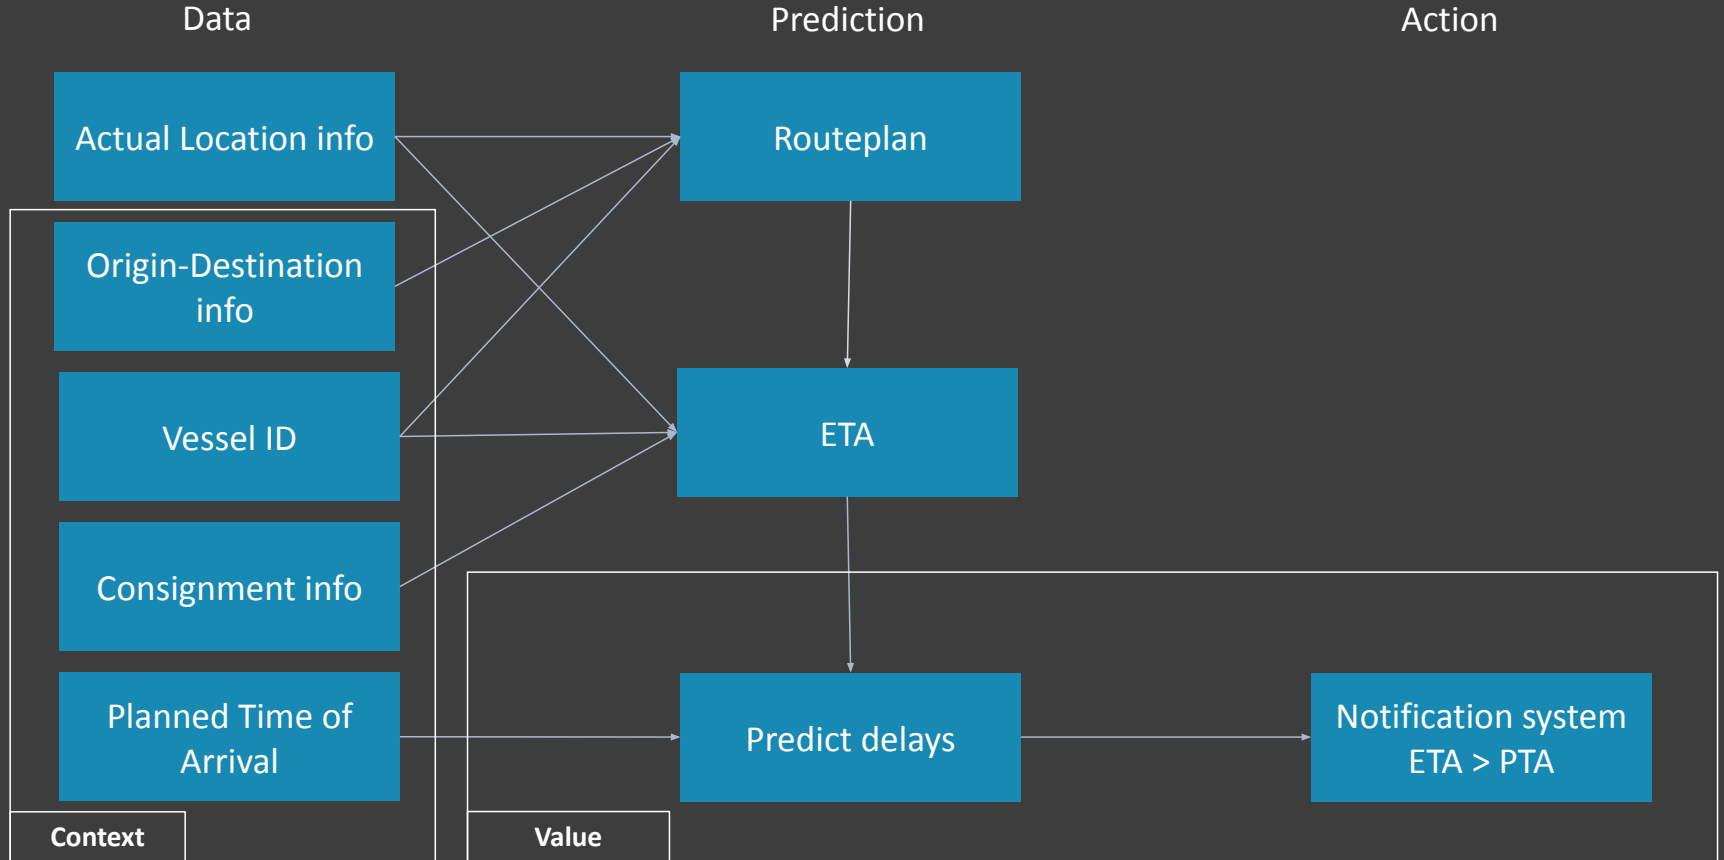 Data
Prediction
Action
Actual Location info
Routeplan
Origin-Destination
info
Vessel ID
ETA
Consignment info
Planned Time of
Arrival
Predict delays
Notification system
ETA > PTA
Context
Value